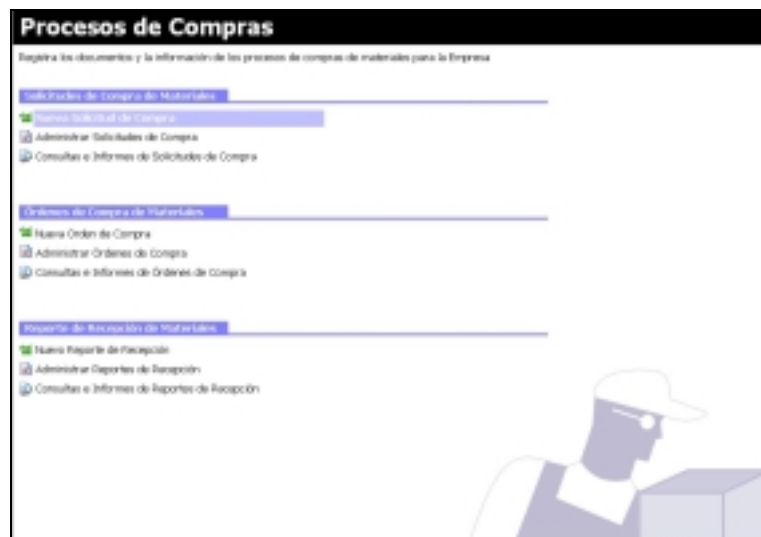 Procesos de Compras
Registra los documentos y la información de los procesos de compras de materiales para la Empresa
Solicitudes de Compra de Materiales
Nueva Solicitud de Compra
Administrar Solicitudes de Compra
Consultas e Informes de Solicitudes de Compra
Órdenes de Compra de Materiales
Nueva Orden de Compra
Administrar Órdenes de Compra
Consultas e Informes de Órdenes de Compra
Reporte de Recepción de Materiales
Nuevo Reporte de Recepción
Administrar Reportes de Recepción
Consultas e Informes de Reportes de Recepción